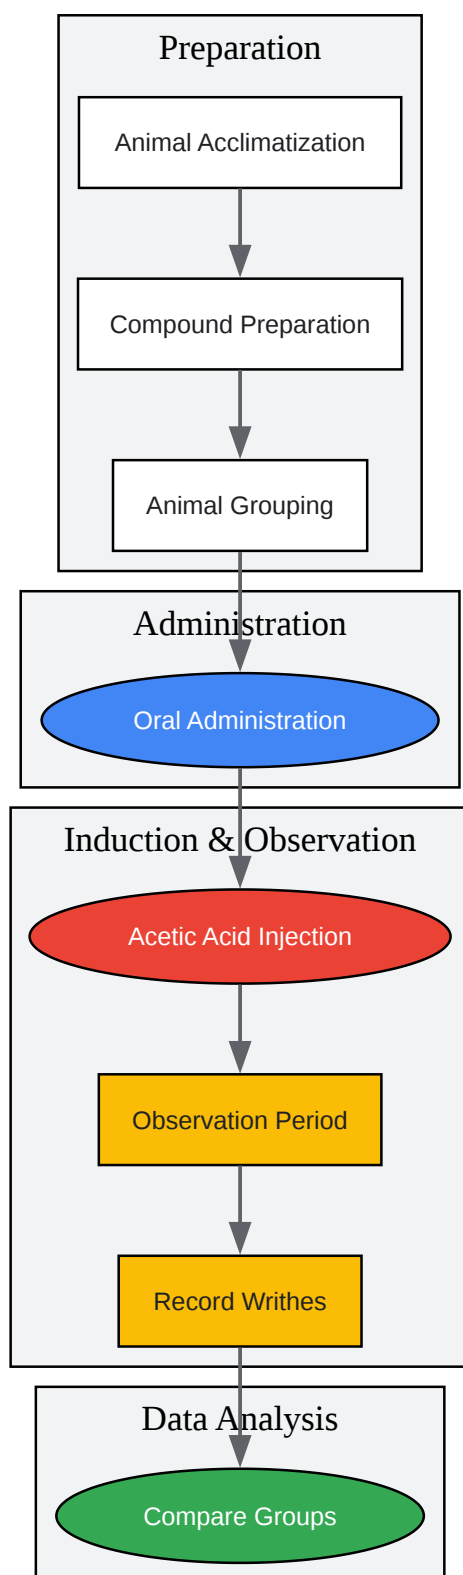 Preparation
Animal Acclimatization
Compound Preparation
Animal Grouping
Administration
Oral Administration
Induction & Observation
Acetic Acid Injection
Observation Period
Record Writhes
Data Analysis
Compare Groups